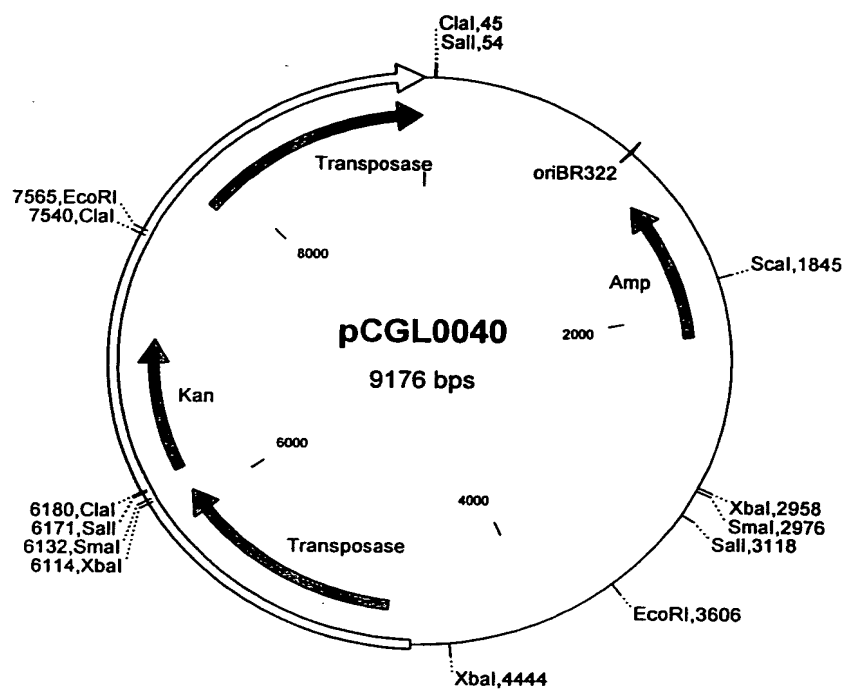 ClaI,45
SalI,54
Transposase
oriBR322
7565,EcoRI
7540,ClaI
8000
ScaI,1845
Amp
2000
pCGL0040
9176 bps
Kan
6000
4000
6180,ClaI
6171,SalI
6132,SmaI
6114,XbaI
XbaI,2958
SmaI,2976
SalI,3118
Transposase
EcoRI,3606
XbaI,4444